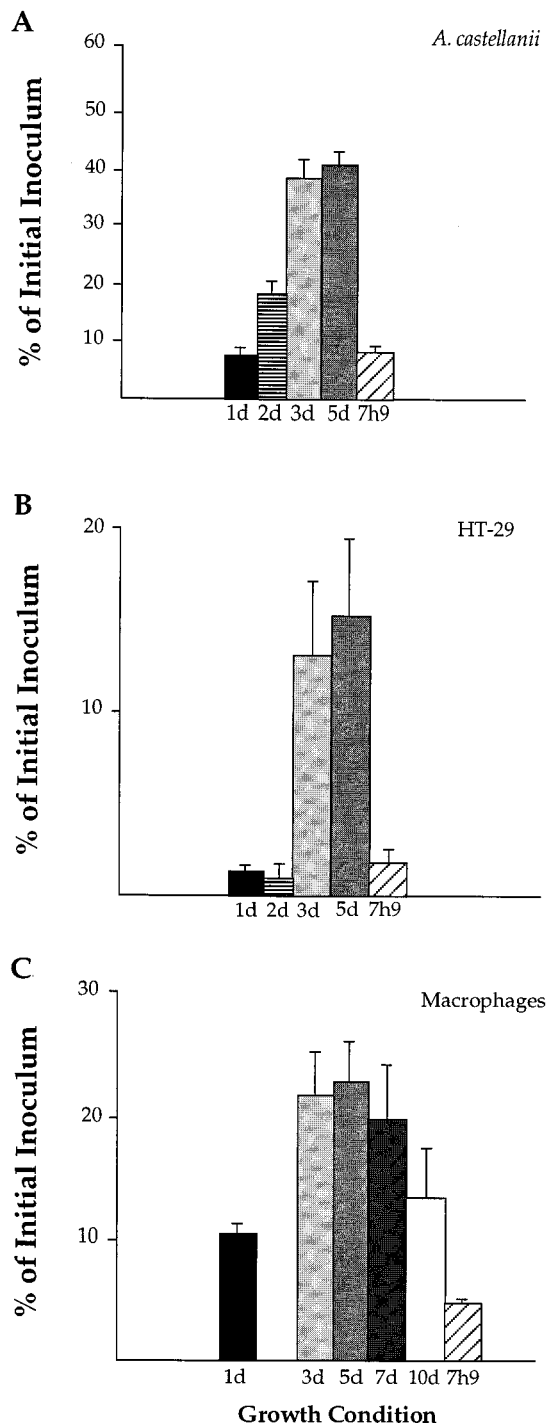 A
A. castellanii
% of Initial Inoculum
60
50
40
30
20
10
1d 2d 3d 5d 7h9
B
HT-29
% of Initial Inoculum
20
10
1d 2d 3d 5d 7h9
C
Macrophages
% of Initial Inoculum
30
20
10
1d 3d 5d 7d 10d 7h9
Growth Condition